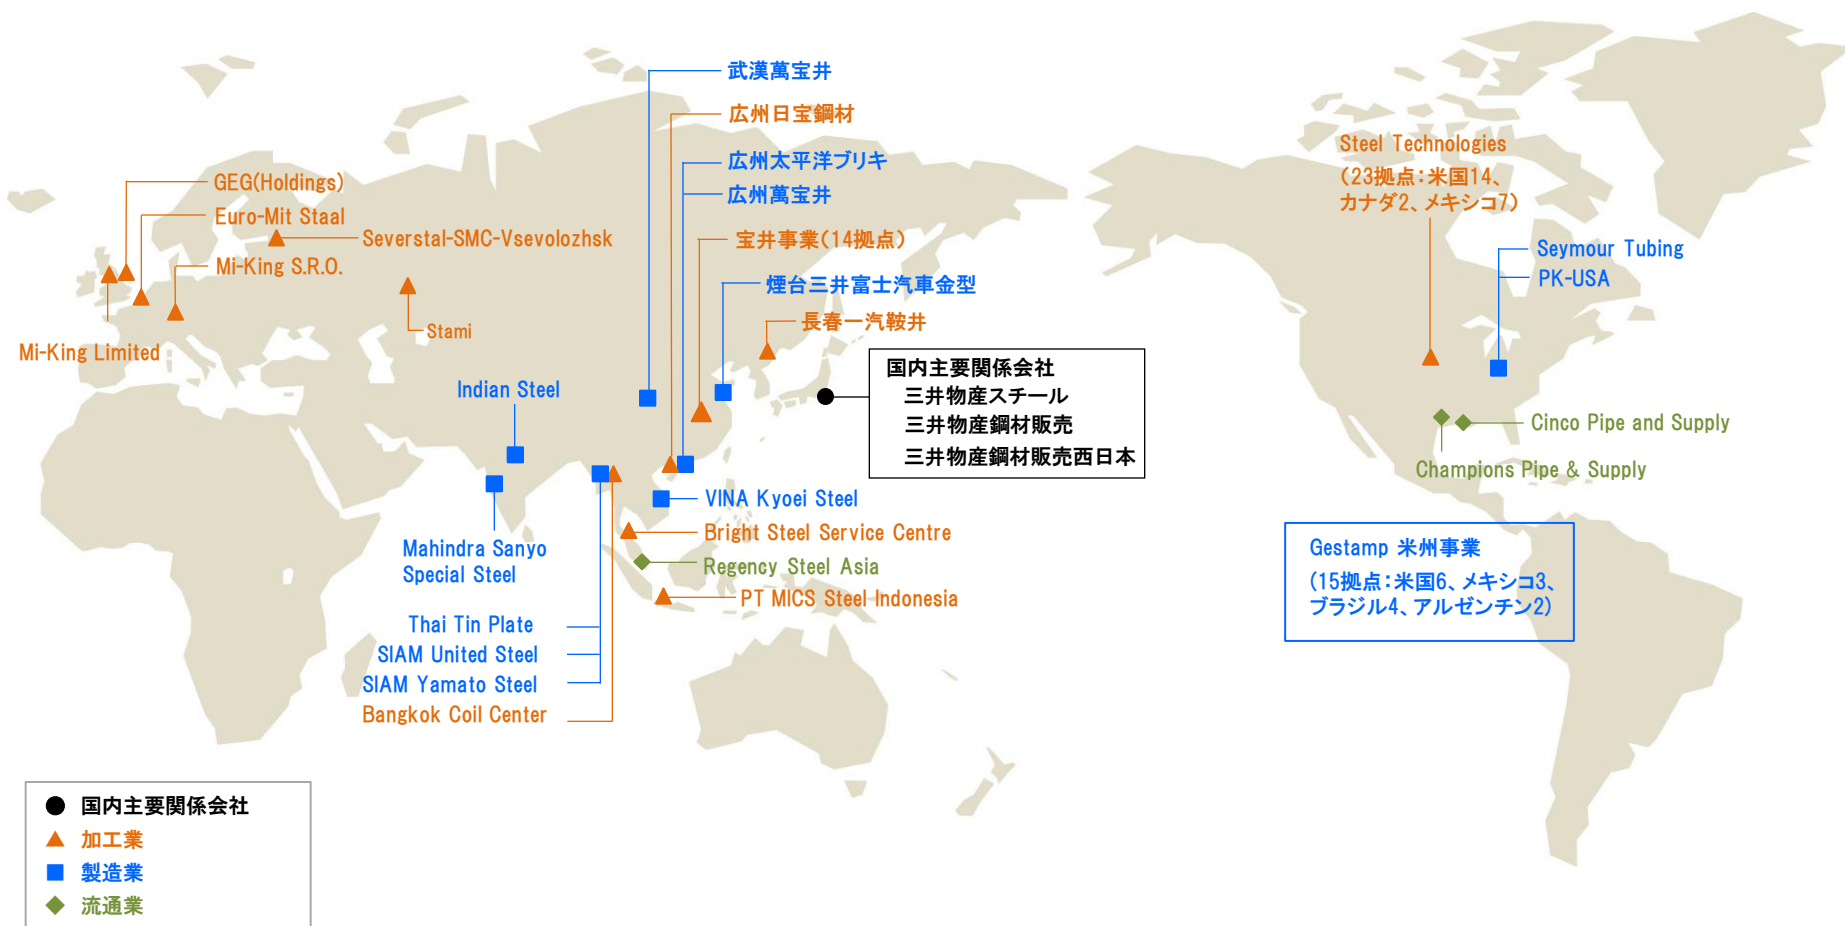 武漢萬宝井
広州日宝鋼材
広州太平洋ブリキ
広州萬宝井
宝井事業(14拠点)
煙台三井富士汽車金型
長春一汽鞍井
GEG(Holdings)
Euro-Mit Staal
Severstal-SMC-Vsevolozhsk
Mi-King S.R.O.
Stami
Mi-King Limited
国内主要関係会社
三井物産スチール
三井物産鋼材販売
三井物産鋼材販売西日本
Indian Steel
Mahindra Sanyo
Special Steel
VINA Kyoei Steel
Bright Steel Service Centre
Regency Steel Asia
PT MICS Steel Indonesia
Thai Tin Plate
SIAM United Steel
SIAM Yamato Steel
Bangkok Coil Center
Steel Technologies
(23拠点:米国14、
カナダ2、メキシコ7)
Seymour Tubing
PK-USA
Cinco Pipe and Supply
Champions Pipe & Supply
Gestamp 米州事業
(15拠点:米国6、メキシコ3、
ブラジル4、アルゼンチン2)
国内主要関係会社
加工業
製造業
流通業